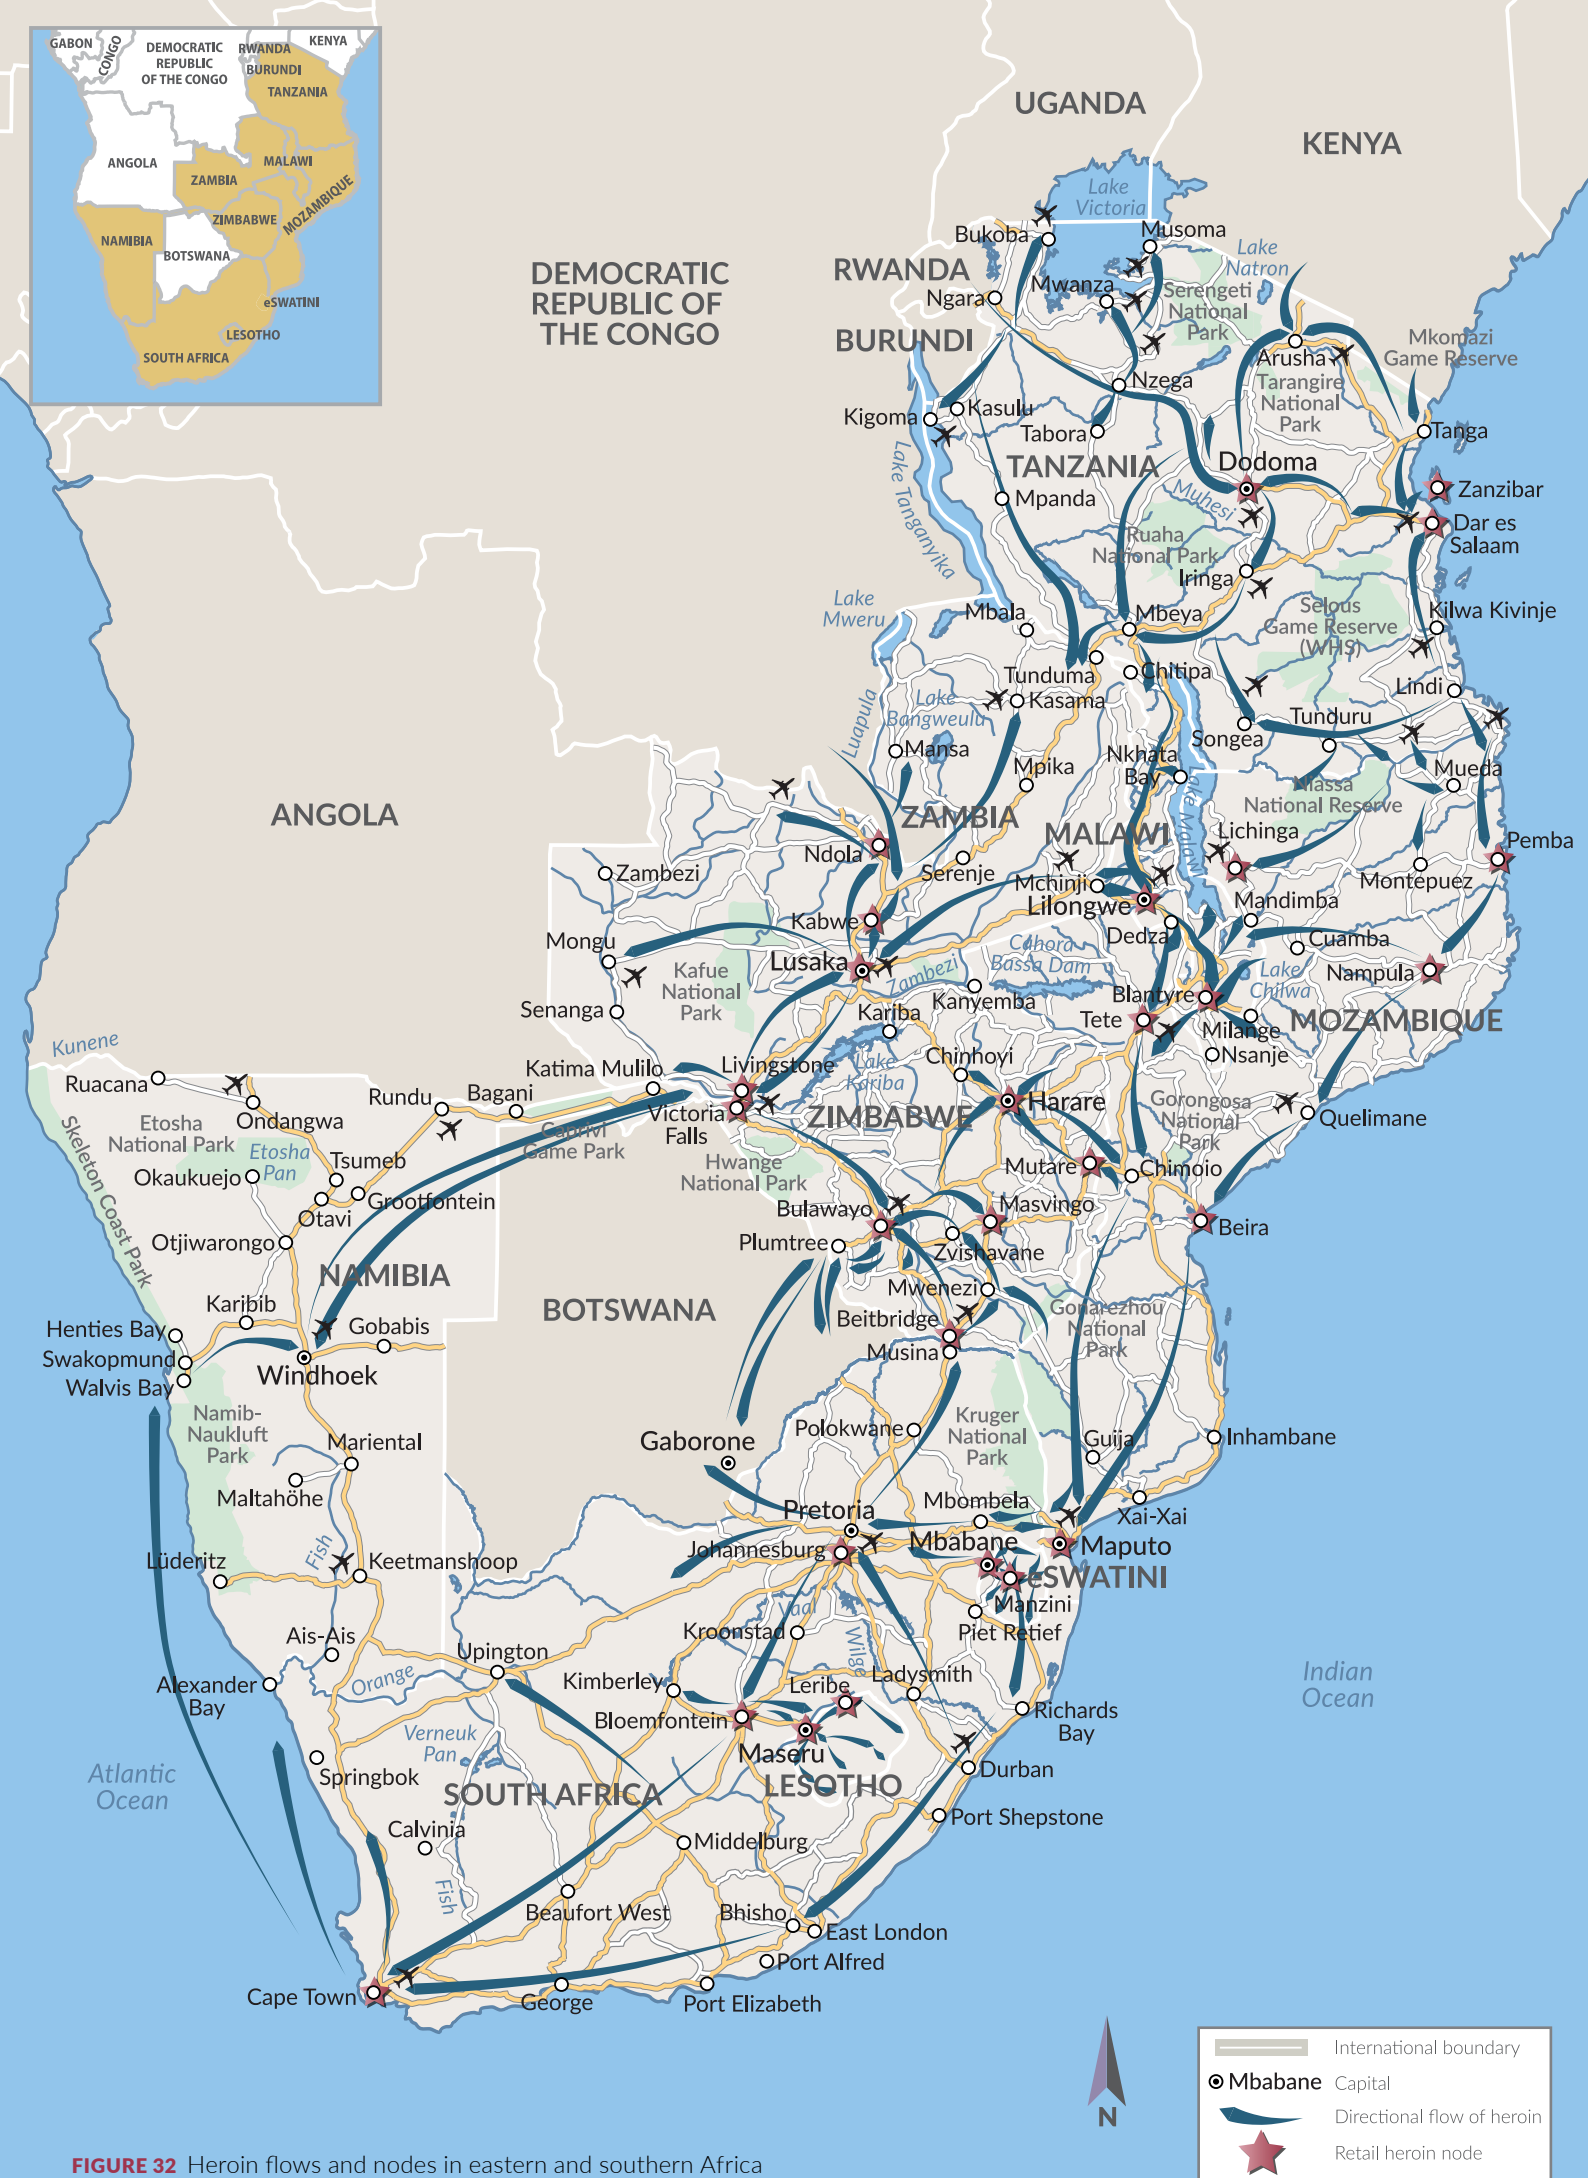 GABON
CONGO
DEMOCRATIC
REPUBLIC
OF THE CONGO
RWANDA
BURUNDI
KENYA
TANZANIA
ANGOLA
MALAWI
ZAMBIA
MOZAMBIQUE
ZIMBABWE
NAMIBIA
BOTSWANA
eSWATINI
LESOTHO
SOUTH AFRICA
UGANDA
KENYA
Lake
Victoria
Bukoba
Musoma
Lake
Natron
DEMOCRATIC
REPUBLIC OF
THE CONGO
RWANDA
Ngara
Mwanza
Serengeti
National
Park
BURUNDI
Arusha
Mkomazi
Game Reserve
Tarangire
National
Park
Nzega
Kigoma
Kasulu
Tabora
Tanga
TANZANIA
Dodoma
Lake Tanganyika
Mpanda
Muhesi
Zanzibar
Dar es
Salaam
Ruaha
National Park
Iringa
Lake
Mweru
Mbala
Mbeya
Selous
Game Reserve
(WHS)
Kilwa Kivinje
Tunduma
Chitipa
Kasama
Lindi
Luapula
Lake
Bangweulu
Mansa
Songea
Tunduru
Nkhata
Bay
Mpika
Mueda
Niassa
National Reserve
Lake Malawi
ANGOLA
ZAMBIA
MALAWI
Lichinga
Pemba
Ndola
Serenje
Mchinji
Montepuez
Zambezi
Lilongwe
Mandimba
Kabwe
Dedza
Cuamba
Mongu
Lusaka
Cahora
Bassa Dam
Nampula
Kafue
National
Park
Zambezi
Kanyemba
Lake
Chilwa
Blantyre
Senanga
Kariba
Tete
Milange
MOZAMBIQUE
Kunene
Katima Mulilo
Livingstone
Lake
Kariba
Chinhoyi
Nsanje
Ruacana
Ondangwa
Rundu
Bagani
Victoria
Falls
ZIMBABWE
Harare
Gorongosa
National
Park
Quelimane
Etosha
National Park
Etosha
Pan
Caprivi
Game Park
Hwange
National Park
Skeleton Coast Park
Okaukuejo
Tsumeb
Grootfontein
Otavi
Mutare
Chimoio
Bulawayo
Masvingo
Beira
Otjiwarongo
Plumtree
Zvishavane
NAMIBIA
BOTSWANA
Mwenezi
Karibib
Henties Bay
Gobabis
Beitbridge
Gonarezhou
National
Park
Swakopmund
Walvis Bay
Windhoek
Musina
Namib-
Naukluft
Park
Mariental
Gaborone
Polokwane
Kruger
National
Park
Guija
Inhambane
Maltahöhe
Pretoria
Mbombela
Xai-Xai
Fish
Johannesburg
Mbabane
Maputo
Lüderitz
Keetmanshoop
eSWATINI
Manzini
Vaal
Kroonstad
Wilge
Piet Retief
Ais-Ais
Upington
Alexander
Bay
Orange
Kimberley
Leribe
Ladysmith
Indian
Ocean
Bloemfontein
Richards
Bay
Verneuk
Pan
Maseru
Atlantic
Ocean
Springbok
SOUTH AFRICA
LESOTHO
Durban
Calvinia
Middelburg
Port Shepstone
Fish
Beaufort West
Bhisho
East London
Port Alfred
Cape Town
George
Port Elizabeth
N
International boundary
Mbabane Capital
Directional flow of heroin
Retail heroin node
FIGURE 32 Heroin flows and nodes in eastern and southern Africa